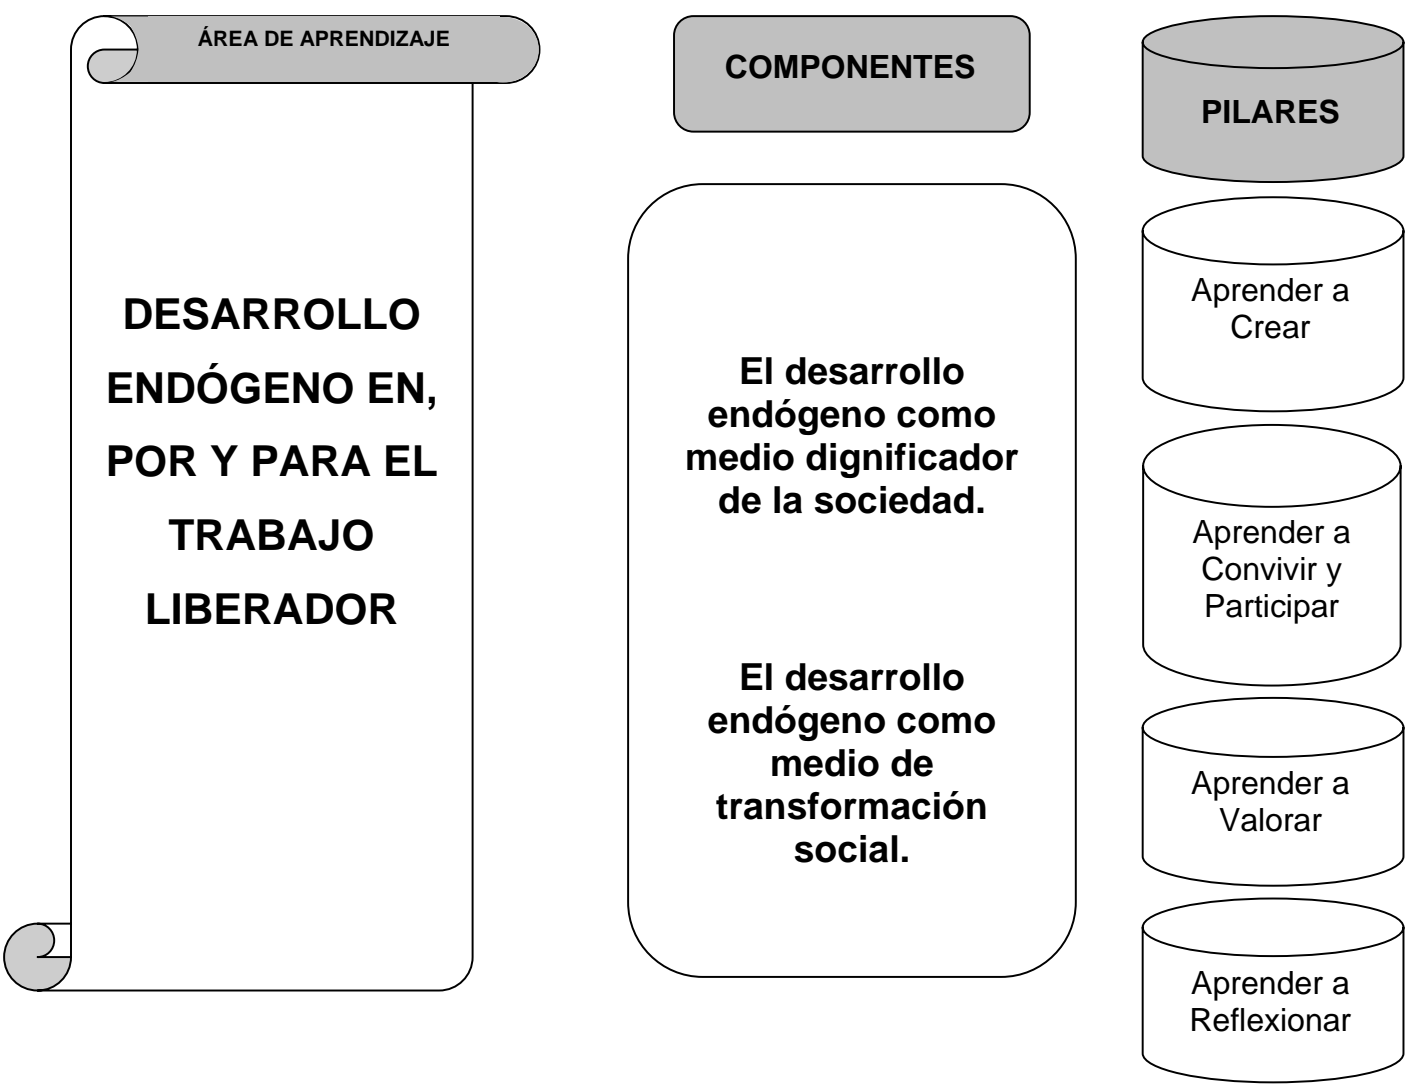 ÁREA DE APRENDIZAJE
DESARROLLO
ENDÓGENO EN,
POR Y PARA EL
TRABAJO
LIBERADOR
COMPONENTES
El desarrollo
endógeno como
medio dignificador
de la sociedad.
El desarrollo
endógeno como
medio de
transformación
social.
PILARES
Aprender a
Crear
Aprender a
Convivir y
Participar
Aprender a
Valorar
Aprender a
Reflexionar